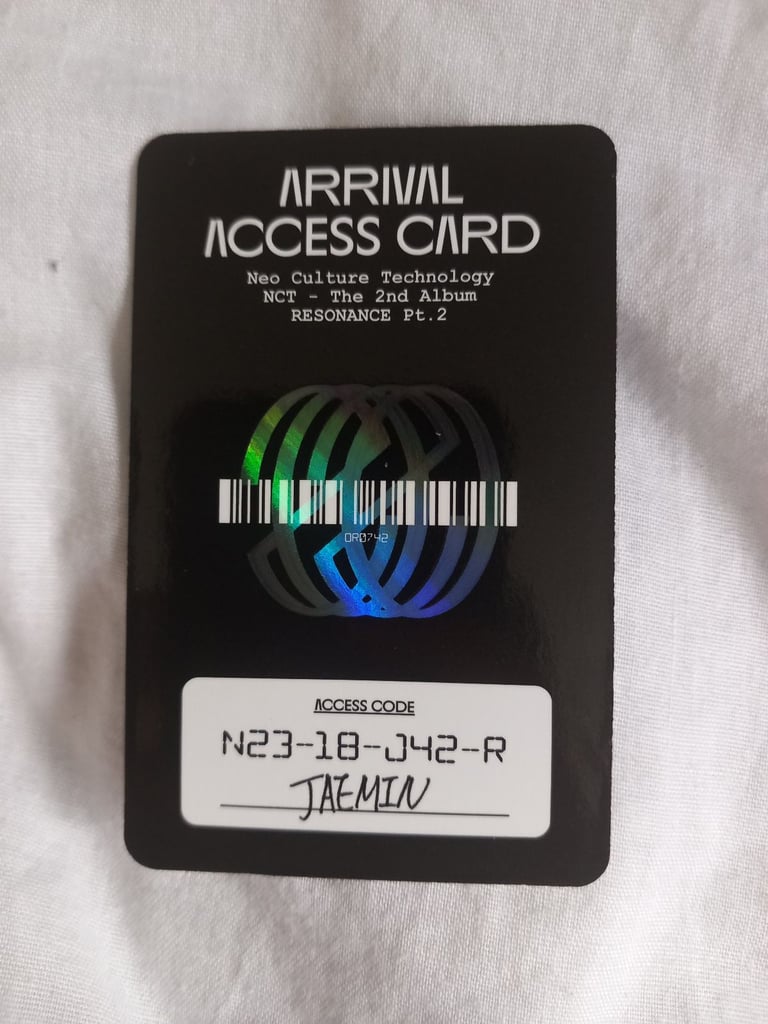 ARRIVAL
ACCESS CARD
Neo Culture Technology
NCT - The 2nd Album
RESONANCE Pt.2
OR0742
ACCESS CODE
N23-18-J42-R
JAEMIN